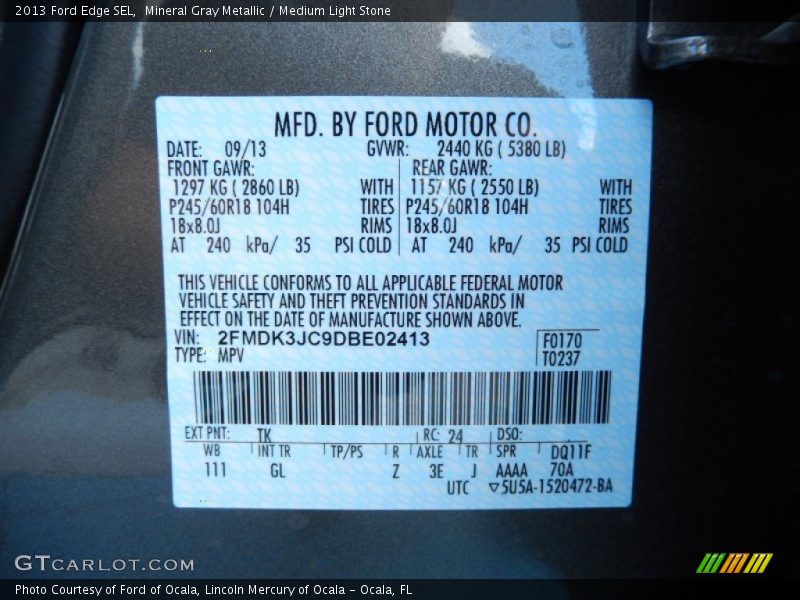 2013 Ford Edge SEL,  Mineral Gray Metallic / Medium Light Stone
MFD. BY FORD MOTOR CO.
DATE: 09/13 GVWR: 2440 KG ( 5380 LB)
FRONT GAWR: REAR GAWR:
1297 KG ( 2860 LB) WITH 1157 KG ( 2550 LB) WITH
P245/60R18 104H TIRES P245/60R18 104H TIRES
18x8.0J RIMS 18x8.0J RIMS
AT 240 kPa/ 35 PSI COLD AT 240 kPa/ 35 PSI COLD
THIS VEHICLE CONFORMS TO ALL APPLICABLE FEDERAL MOTOR
VEHICLE SAFETY AND THEFT PREVENTION STANDARDS IN
EFFECT ON THE DATE OF MANUFACTURE SHOWN ABOVE.
VIN: 2FMDK3JC9DBE02413 F0170
TYPE: MPV T0237
EXT PNT: TK RC: 24 DSO:
WB INT TR TP/PS R AXLE TR SPR DQ11F
111 GL Z 3E J AAAA 70A
UTC ▽5U5A-1520472-BA
GTCARLOT.COM
Photo Courtesy of Ford of Ocala, Lincoln Mercury of Ocala – Ocala, FL